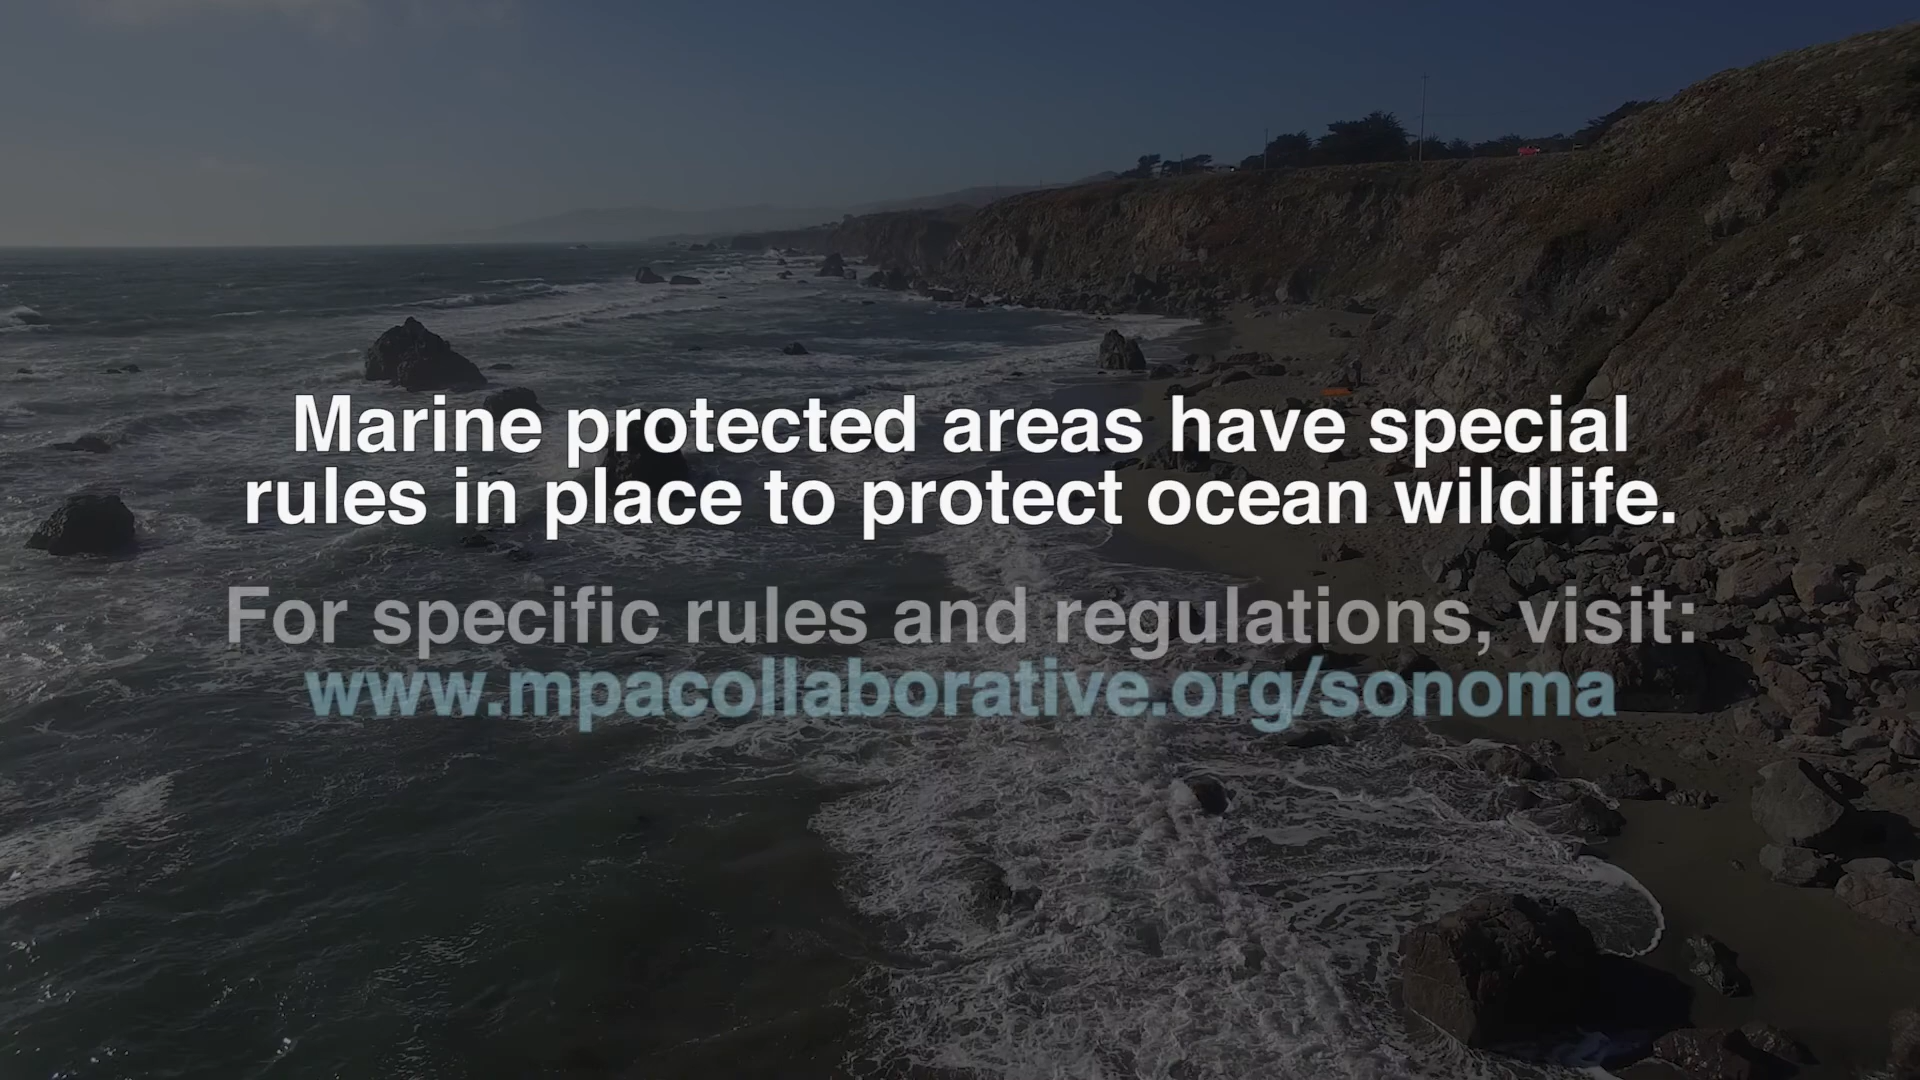 Marine protected areas have special
rules in place to protect ocean wildlife.
For specific rules and regulations, visit:
www.mpacollaborative.org/sonoma